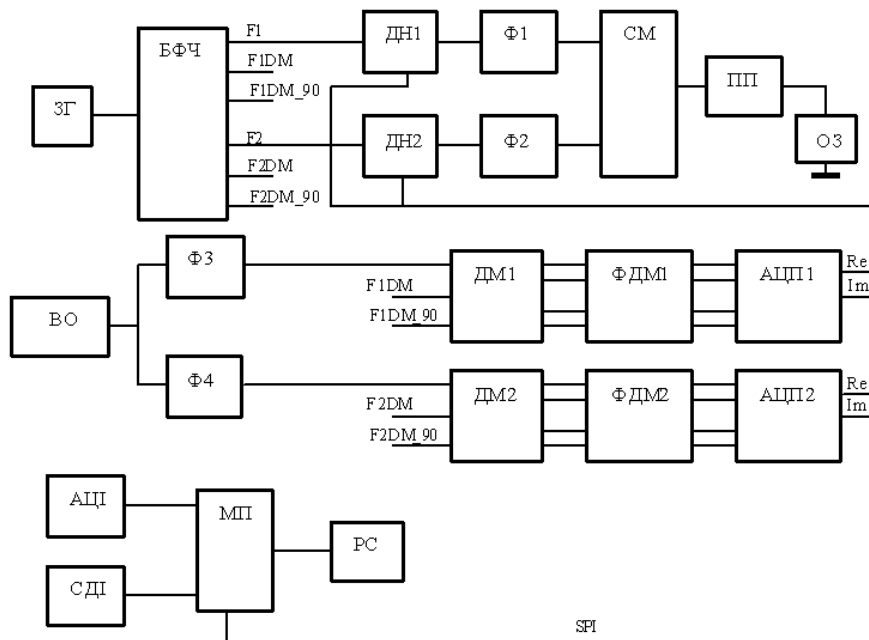 F1
ДН1
Ф1
СМ
БФЧ
F1DM
ПП
ЗГ
F1DM_90
F2
ДН2
Ф2
ОЗ
F2DM
F2DM_90
Ф3
ДМ1
ФДМ1
АЦП1
Re
F1DM
Im
ВО
F1DM_90
Ф4
ДМ2
ФДМ2
АЦП2
Re
F2DM
Im
F2DM_90
АЦІ
МП
РС
СДІ
SPI